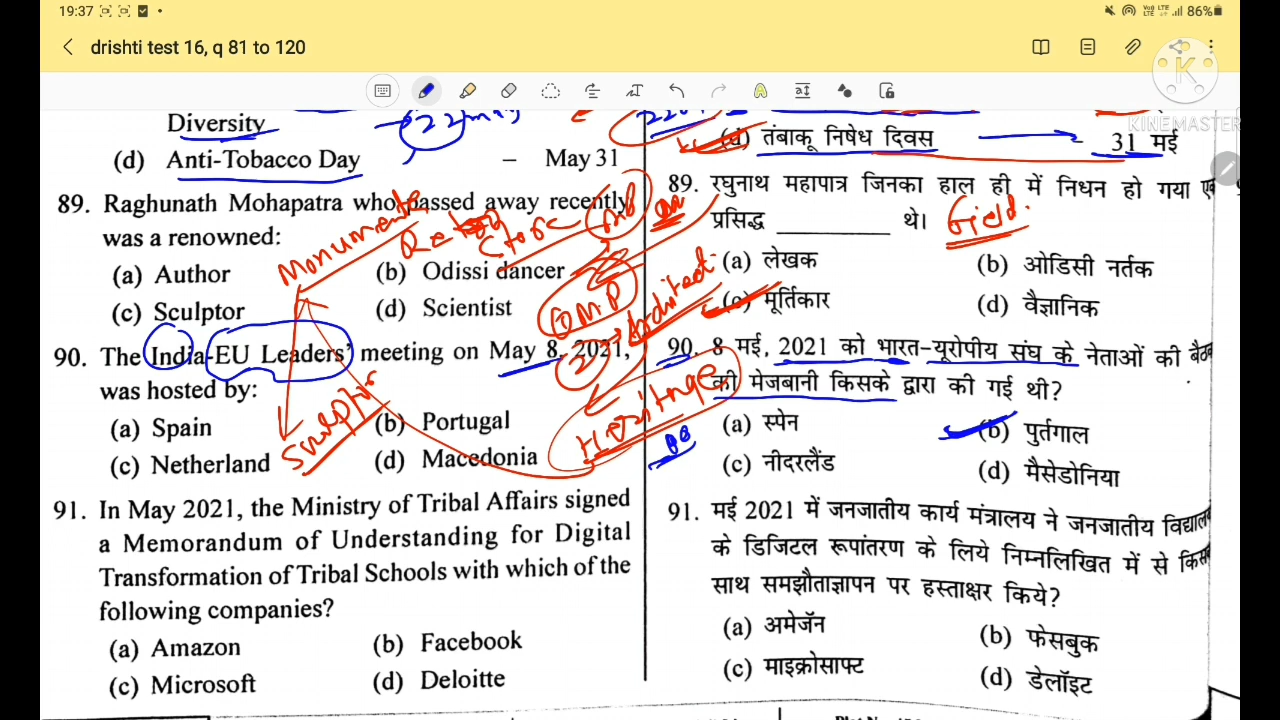 19:37
86%
drishti test 16, q 81 to 120
KINEMASTER
Diversity
(d) Anti-Tobacco Day – May 31
89. Raghunath Mohapatra who passed away recently,
was a renowned:
(a) Author (b) Odissi dancer
(c) Sculptor (d) Scientist
90. The India-EU Leaders' meeting on May 8, 2021,
was hosted by:
(a) Spain (b) Portugal
(c) Netherland (d) Macedonia
91. In May 2021, the Ministry of Tribal Affairs signed
a Memorandum of Understanding for Digital
Transformation of Tribal Schools with which of the
following companies?
(a) Amazon (b) Facebook
(c) Microsoft (d) Deloitte
(d) तंबाकू निषेध दिवस - 31 मई
89. रघुनाथ महापात्र जिनका हाल ही में निधन हो गया
प्रसिद्ध ________ थे। Field.
(a) लेखक (b) ओडिसी नर्तक
(c) मूर्तिकार (d) वैज्ञानिक
90. 8 मई, 2021 को भारत-यूरोपीय संघ के नेताओं की
की मेजबानी किसके द्वारा की गई थी?
(a) स्पेन (b) पुर्तगाल
(c) नीदरलैंड (d) मैसेडोनिया
91. मई 2021 में जनजातीय कार्य मंत्रालय ने जनजातीय
के डिजिटल रूपांतरण के लिये निम्नलिखित में से
साथ समझौताज्ञापन पर हस्ताक्षर किये?
(a) अमेजॅन (b) फेसबुक
(c) माइक्रोसाफ्ट (d) डेलॉइट
Monuments
Architect
Heritage
Sculptor